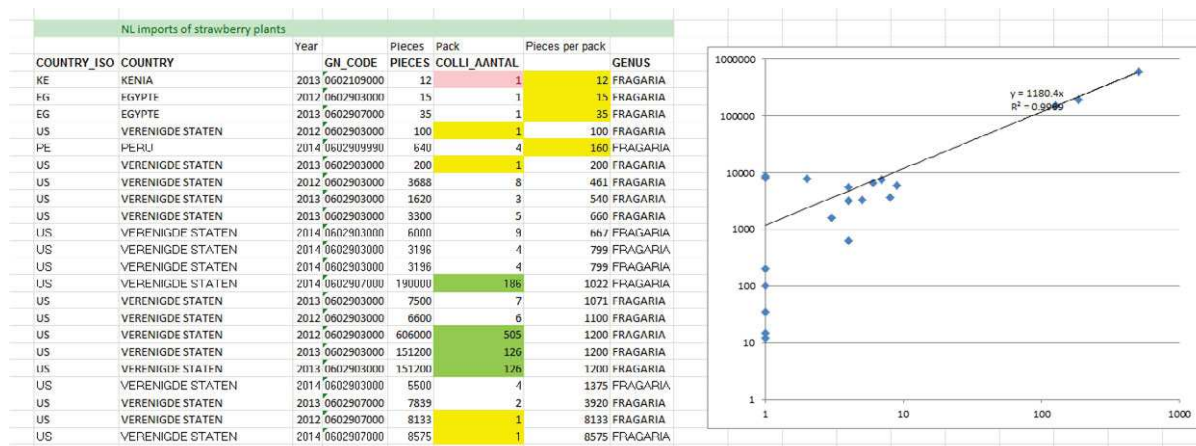 NL imports of strawberry plants
Year Pieces Pack Pieces per pack
COUNTRY_ISO COUNTRY GN_CODE PIECES COLLI_AANTAL GENUS
KE KENIA 2013 0602109000 12 1 12 FRAGARIA
EG EGYPTE 2012 0602903000 15 1 15 FRAGARIA
EG EGYPTE 2013 0602907000 35 1 35 FRAGARIA
US VERENIGDE STATEN 2012 0602903000 100 1 100 FRAGARIA
PE PERU 2014 0602909990 640 4 160 FRAGARIA
US VERENIGDE STATEN 2013 0602903000 200 1 200 FRAGARIA
US VERENIGDE STATEN 2012 0602903000 3688 8 461 FRAGARIA
US VERENIGDE STATEN 2013 0602903000 1620 3 540 FRAGARIA
US VERENIGDE STATEN 2013 0602903000 3300 5 660 FRAGARIA
US VERENIGDE STATEN 2014 0602903000 6000 9 667 FRAGARIA
US VERENIGDE STATEN 2014 0602903000 3196 4 799 FRAGARIA
US VERENIGDE STATEN 2014 0602903000 3196 4 799 FRAGARIA
US VERENIGDE STATEN 2014 0602907000 190000 186 1022 FRAGARIA
US VERENIGDE STATEN 2013 0602903000 7500 7 1071 FRAGARIA
US VERENIGDE STATEN 2012 0602903000 6600 6 1100 FRAGARIA
US VERENIGDE STATEN 2012 0602903000 606000 505 1200 FRAGARIA
US VERENIGDE STATEN 2013 0602903000 151200 126 1200 FRAGARIA
US VERENIGDE STATEN 2013 0602903000 151200 126 1200 FRAGARIA
US VERENIGDE STATEN 2014 0602903000 5500 4 1375 FRAGARIA
US VERENIGDE STATEN 2013 0602907000 7839 2 3920 FRAGARIA
US VERENIGDE STATEN 2012 0602907000 8133 1 8133 FRAGARIA
US VERENIGDE STATEN 2014 0602907000 8575 1 8575 FRAGARIA
1000000
100000
10000
1000
100
10
1
y = 1180.4x
R² = 0.9989
1 10 100 1000